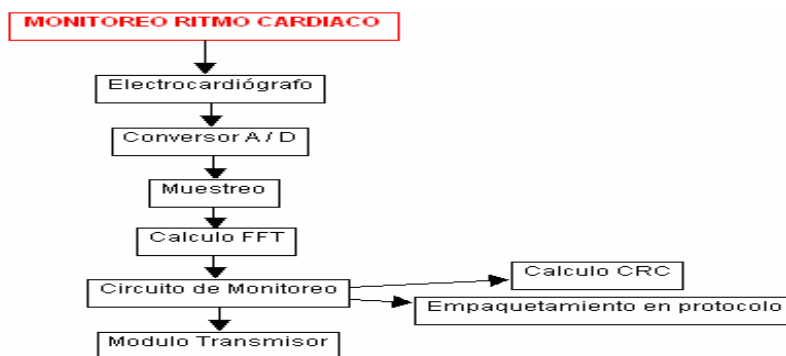 MONITOREO RITMO CARDIACO
Electrocardiógrafo
Conversor A / D
Muestreo
Calculo FFT
Circuito de Monitoreo
Calculo CRC
Empaquetamiento en protocolo
Modulo Transmisor